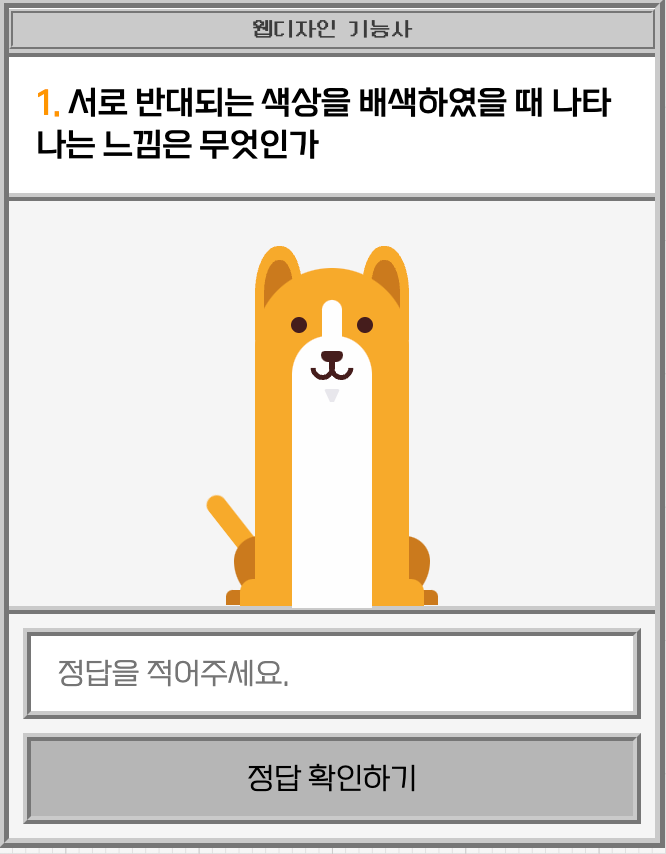 웹디자인 기능사
1. 서로 반대되는 색상을 배색하였을 때 나타
나는 느낌은 무엇인가
정답을 적어주세요.
정답 확인하기